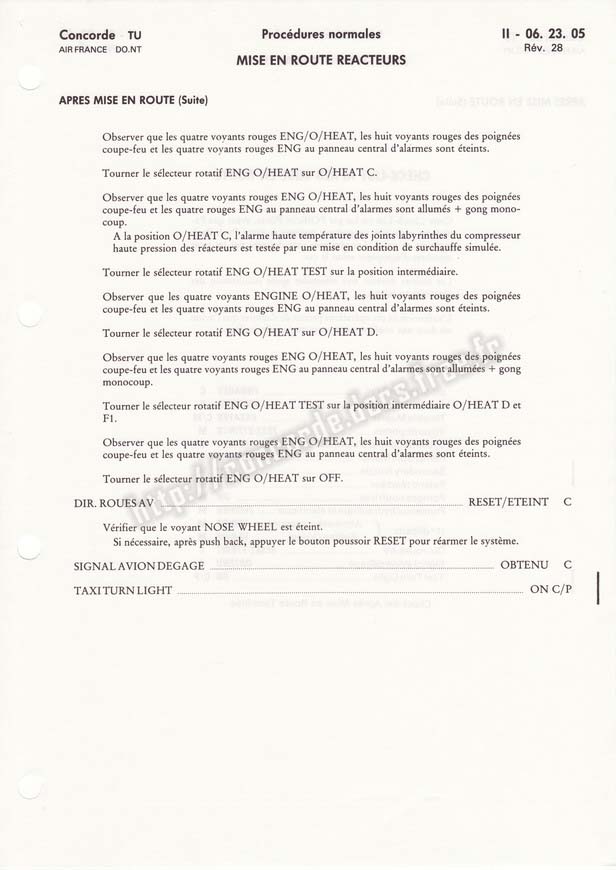 Concorde - TU
Procédures normales
II - 06. 23. 05
AIR FRANCE DO.NT
Rév. 28
MISE EN ROUTE REACTEURS
APRES MISE EN ROUTE (Suite)
Observer que les quatre voyants rouges ENG/O/HEAT, les huit voyants rouges des poignées
coupe-feu et les quatre voyants rouges ENG au panneau central d'alarmes sont éteints.
Tourner le sélecteur rotatif ENG O/HEAT sur O/HEAT C.
Observer que les quatre voyants rouges ENG O/HEAT, les huit voyants rouges des poignées
coupe-feu et les quatre rouges ENG au panneau central d'alarmes sont allumés + gong mono-
coup.
A la position O/HEAT C, l'alarme haute température des joints labyrinthes du compresseur
haute pression des réacteurs est testée par une mise en condition de surchauffe simulée.
Tourner le sélecteur rotatif ENG O/HEAT TEST sur la position intermédiaire.
Observer que les quatre voyants ENGINE O/HEAT, les huit voyants rouges des poignées
coupe-feu et les quatre voyants rouges ENG au panneau central d'alarmes sont éteints.
Tourner le sélecteur rotatif ENG O/HEAT sur O/HEAT D.
Observer que les quatre voyants rouges ENG O/HEAT, les huit voyants rouges des poignées
coupe-feu et les quatre voyants rouges ENG au panneau central d'alarmes sont allumées + gong
monocoup.
Tourner le sélecteur rotatif ENG O/HEAT TEST sur la position intermédiaire O/HEAT D et
F1.
Observer que les quatre voyants rouges ENG O/HEAT, les huit voyants rouges des poignées
coupe-feu et les quatre voyants rouges ENG au panneau central d'alarmes sont éteints.
Tourner le sélecteur rotatif ENG O/HEAT sur OFF.
DIR. ROUES AV RESET/ETEINT C
Vérifier que le voyant NOSE WHEEL est éteint.
Si nécessaire, après push back, appuyer le bouton poussoir RESET pour réarmer le système.
SIGNAL AVION DEGAGE OBTENU C
TAXI TURN LIGHT ON C/P